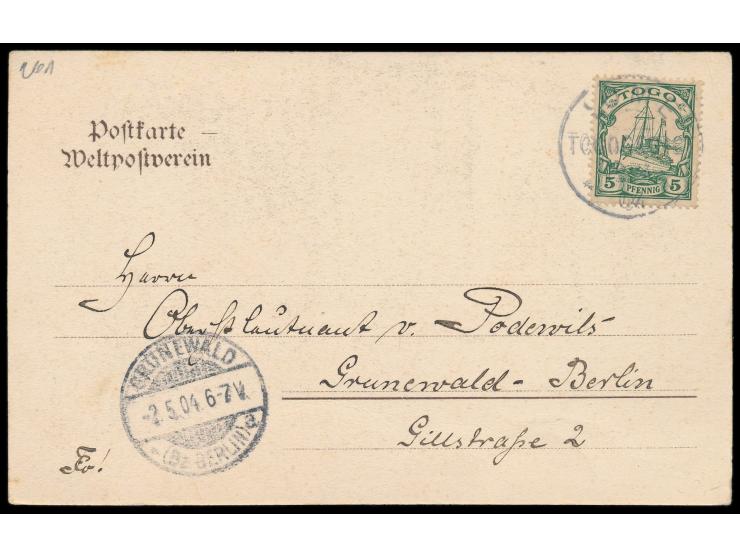 Postkarte —
Weltpostverein
TOGO
5 PFENNIG 5
Herrn
Oberstleutnant v. Podewils
Grunewald - Berlin
Gillstraße 2
GRUNEWALD
-2.5.04. 6-7V.
* (Bz BERLIN) a
Fr!